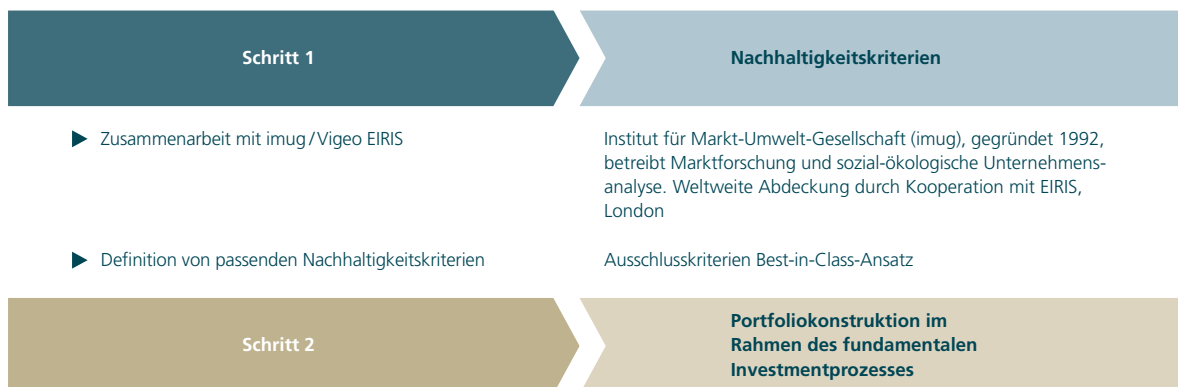 Schritt 1
Nachhaltigkeitskriterien
Zusammenarbeit mit imug / Vigeo EIRIS
Institut für Markt-Umwelt-Gesellschaft (imug), gegründet 1992,
betreibt Marktforschung und sozial-ökologische Unternehmens-
analyse. Weltweite Abdeckung durch Kooperation mit EIRIS,
London
Definition von passenden Nachhaltigkeitskriterien
Ausschlusskriterien Best-in-Class-Ansatz
Schritt 2
Portfoliokonstruktion im
Rahmen des fundamentalen
Investmentprozesses